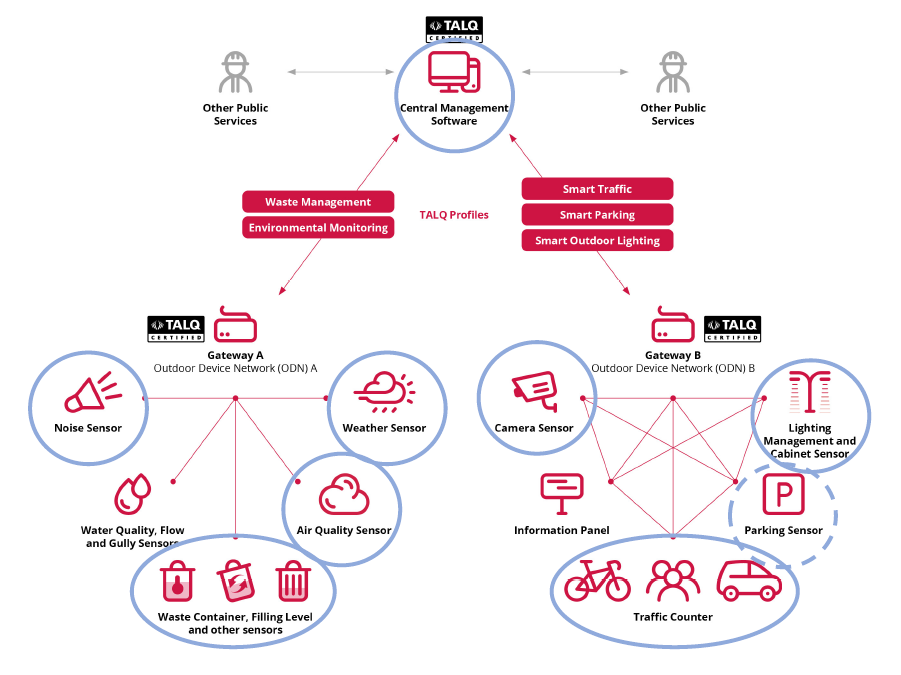 TALQ
CERTIFIED
Other Public
Services
Central Management
Software
Other Public
Services
Waste Management
Environmental Monitoring
TALQ Profiles
Smart Traffic
Smart Parking
Smart Outdoor Lighting
TALQ
CERTIFIED
Gateway A
Outdoor Device Network (ODN) A
TALQ
CERTIFIED
Gateway B
Outdoor Device Network (ODN) B
Noise Sensor
Weather Sensor
Camera Sensor
Lighting
Management and
Cabinet Sensor
Water Quality, Flow
and Gully Sensors
Air Quality Sensor
Information Panel
P
Parking Sensor
Waste Container, Filling Level
and other sensors
Traffic Counter